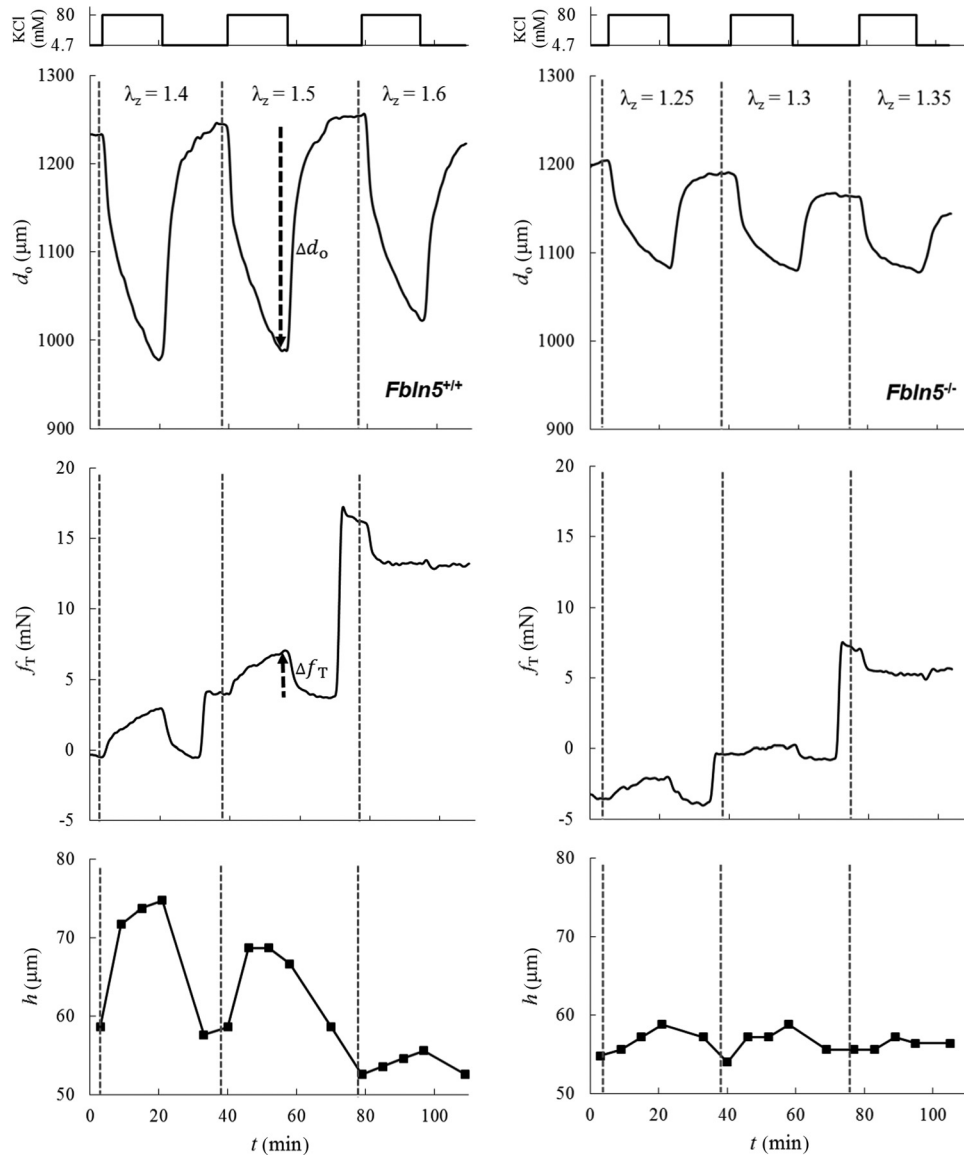 KCl (mM)
80
4.7
KCl (mM)
80
4.7
1300
1200
1100
1000
900
dₒ (μm)
λz = 1.4
λz = 1.5
λz = 1.6
Δdₒ
Fbln5+/+
1300
1200
1100
1000
900
dₒ (μm)
λz = 1.25
λz = 1.3
λz = 1.35
Fbln5-/-
20
15
10
5
0
-5
fT (mN)
ΔfT
20
15
10
5
0
-5
fT (mN)
80
70
60
50
h (μm)
0 20 40 60 80 100
t (min)
80
70
60
50
h (μm)
0 20 40 60 80 100
t (min)